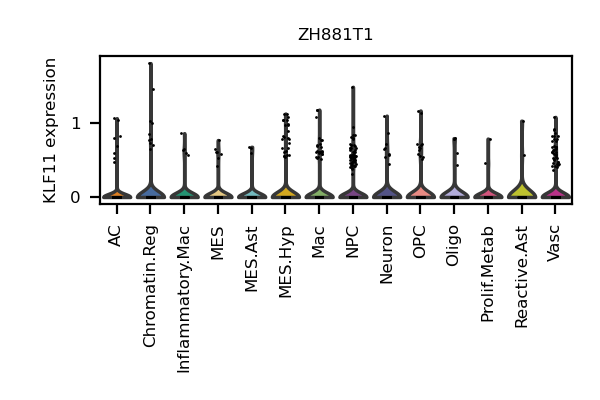 ZH881T1
KLF11 expression
1
0
AC
Chromatin.Reg
Inflammatory.Mac
MES
MES.Ast
MES.Hyp
Mac
NPC
Neuron
OPC
Oligo
Prolif.Metab
Reactive.Ast
Vasc